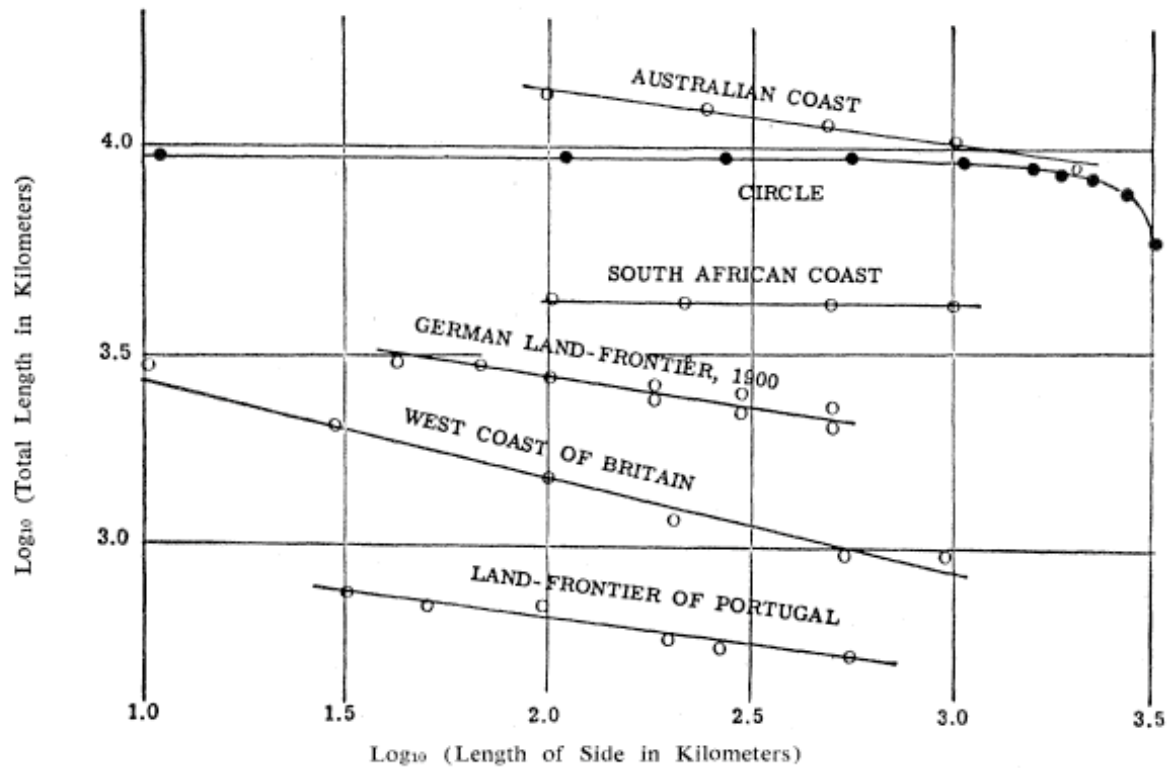 AUSTRALIAN COAST
4.0
CIRCLE
SOUTH AFRICAN COAST
3.5
GERMAN LAND-FRONTIER, 1900
WEST COAST OF BRITAIN
3.0
LAND-FRONTIER OF PORTUGAL
Log₁₀ (Total Length in Kilometers)
1.0 1.5 2.0 2.5 3.0 3.5
Log₁₀ (Length of Side in Kilometers)